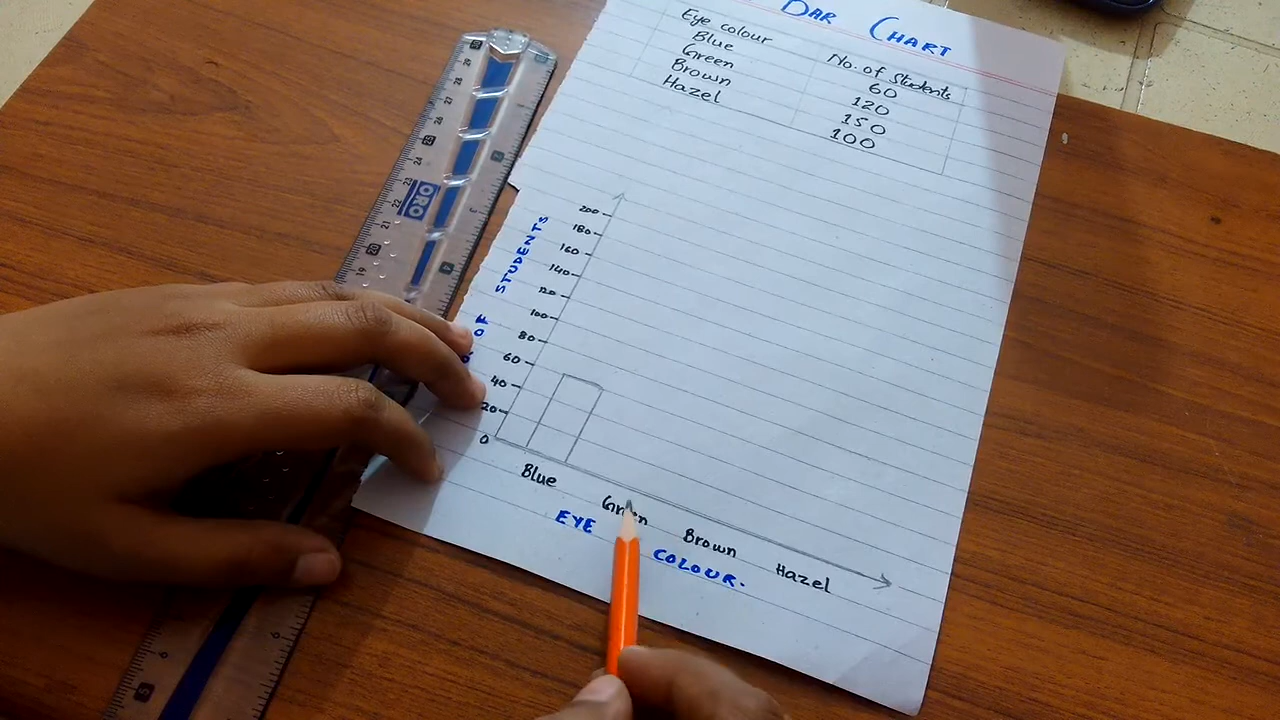 BAR CHART
Eye colour No. of Students
Blue 60
Green 120
Brown 150
Hazel 100
200
180
160
140
120
100
80
60
40
20
0
OF STUDENTS
Blue Green Brown Hazel
EYE COLOUR.
ORO